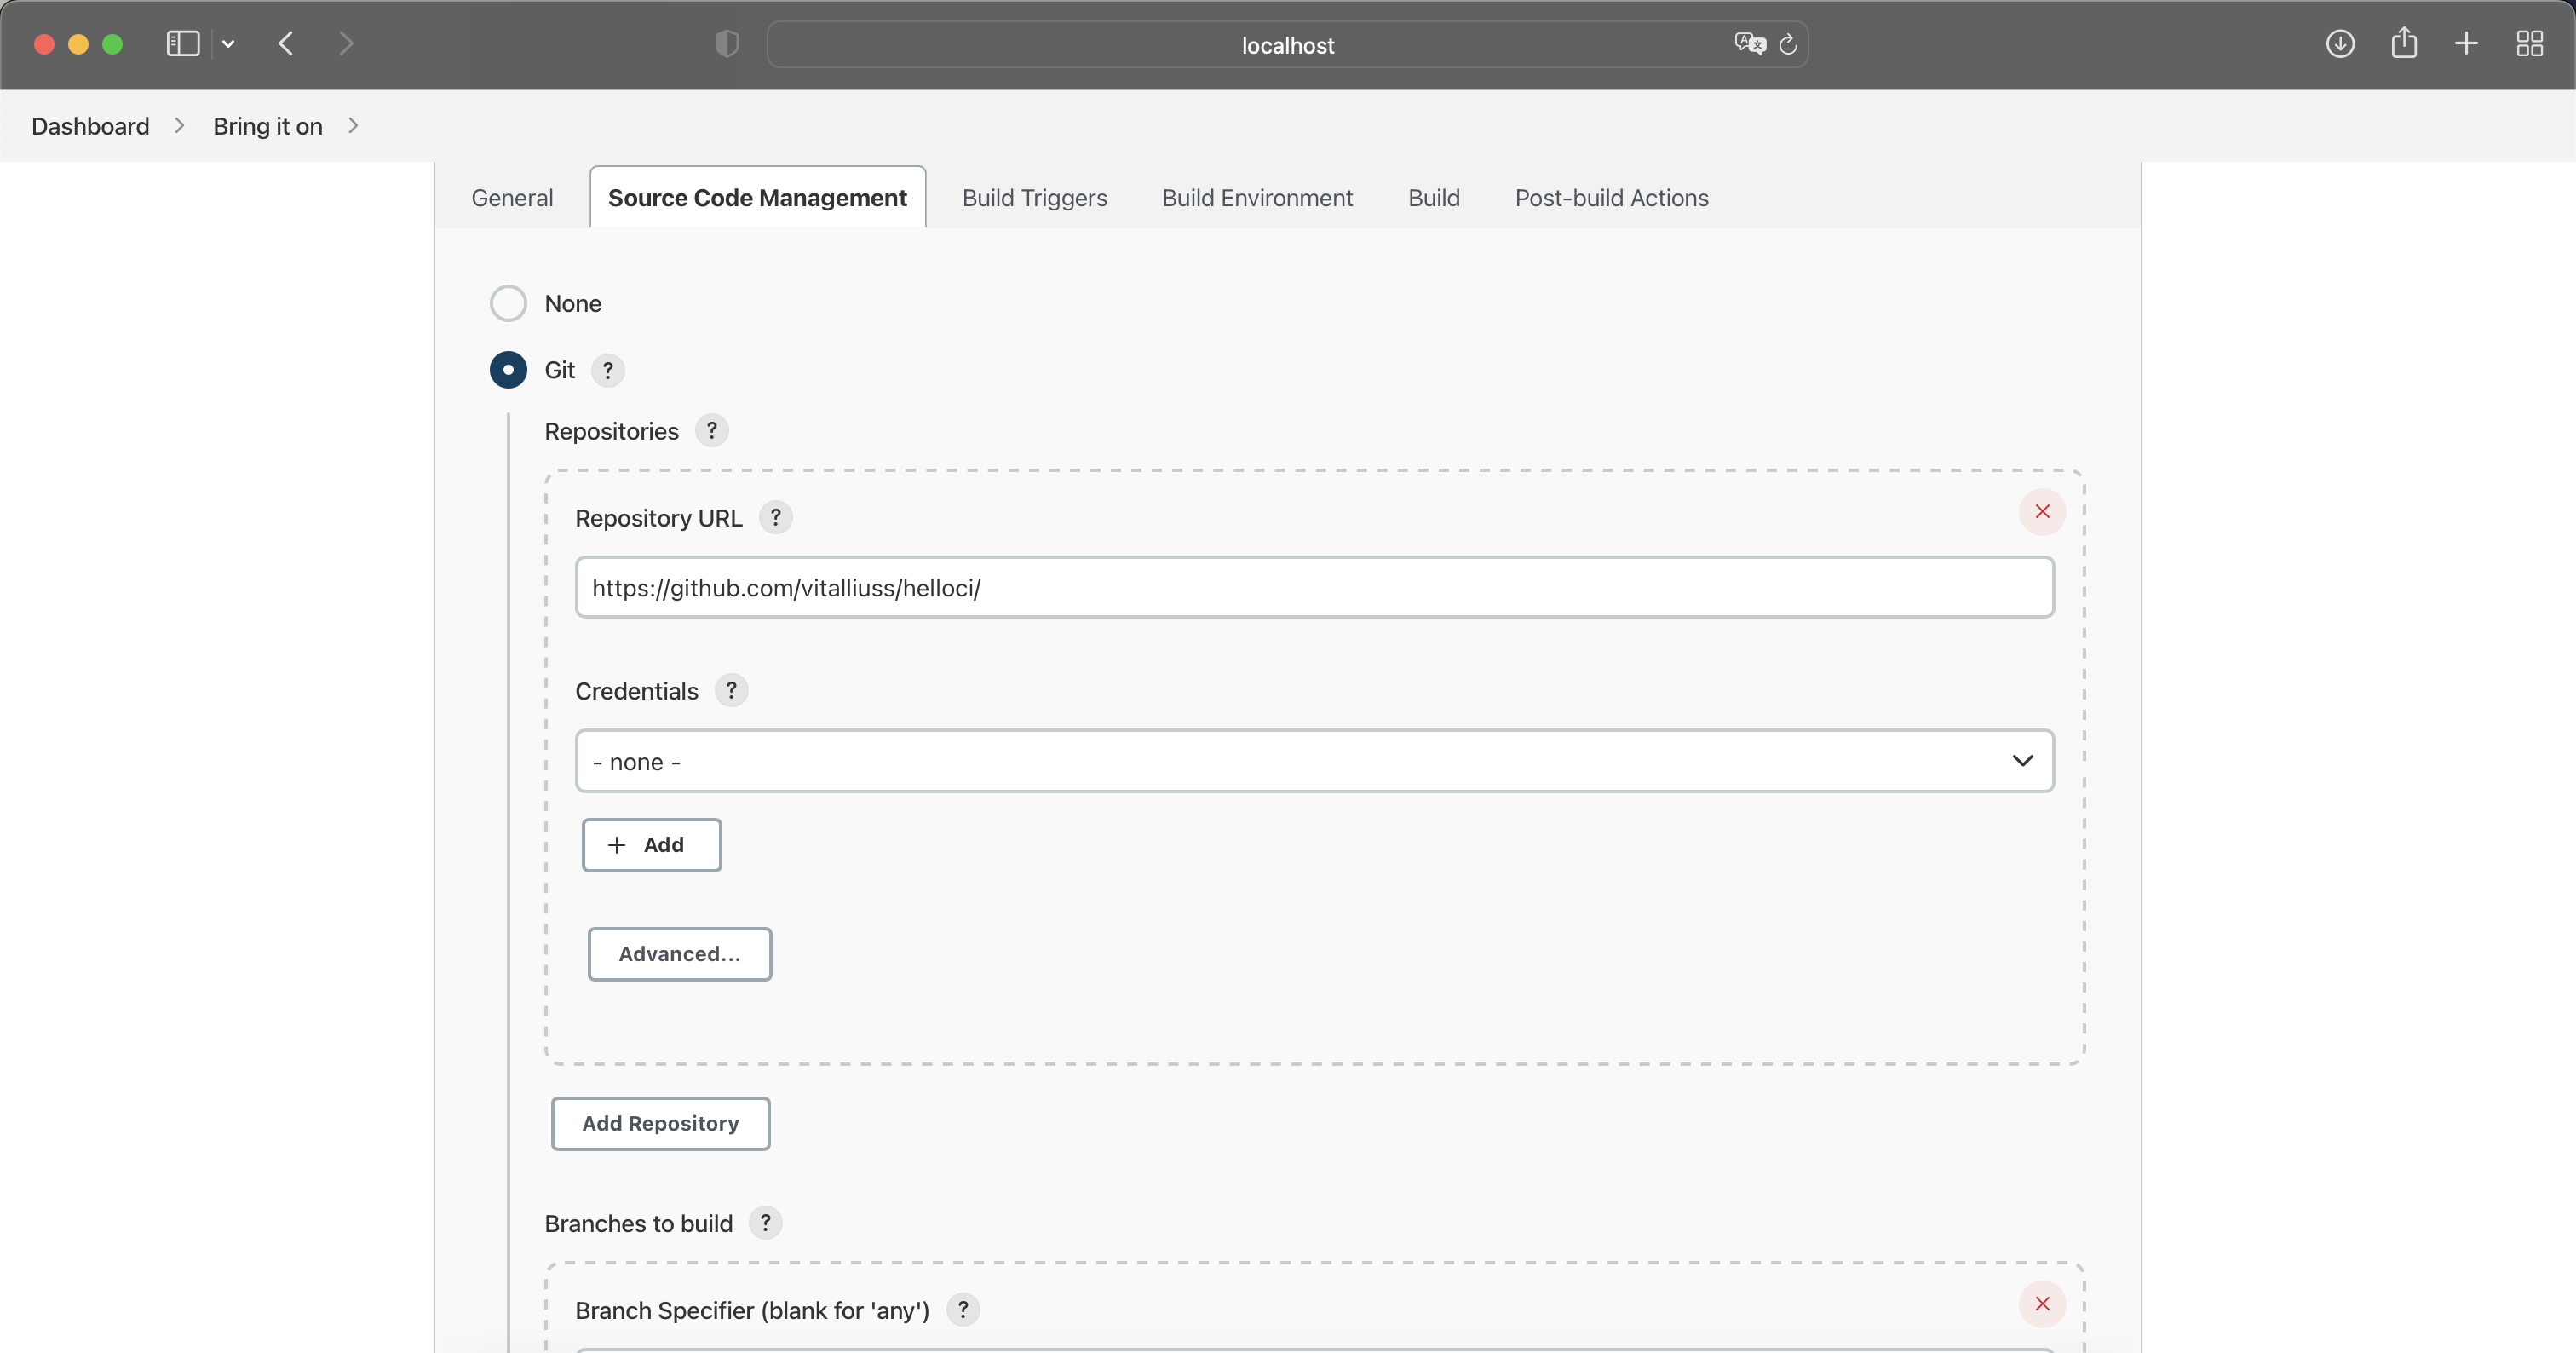 localhost
Dashboard > Bring it on >
General Source Code Management Build Triggers Build Environment Build Post-build Actions
None
Git ?
Repositories ?
Repository URL ?
https://github.com/vitalliuss/helloci/
Credentials ?
- none -
+ Add
Advanced...
Add Repository
Branches to build ?
Branch Specifier (blank for 'any') ?